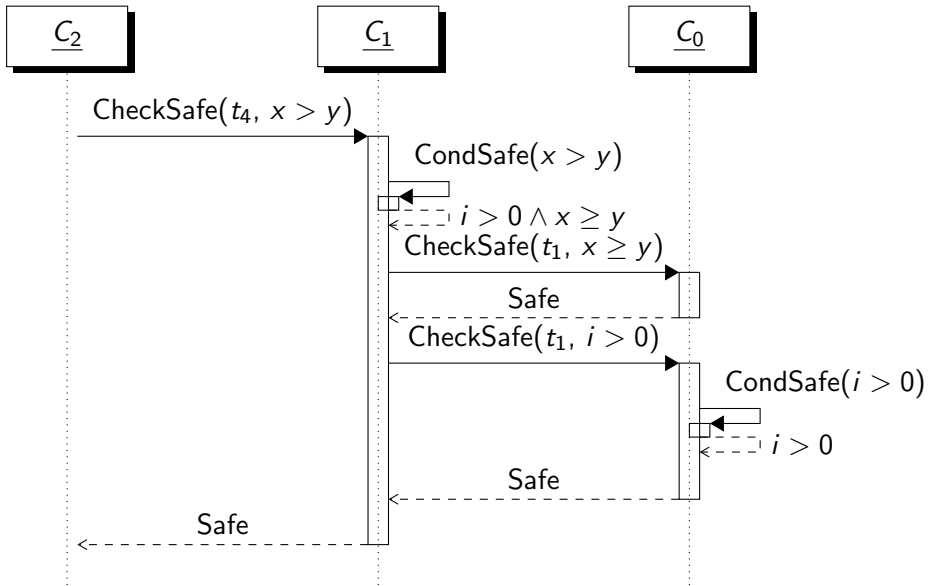 C₂
C₁
C₀
CheckSafe(t₄, x > y)
CondSafe(x > y)
i > 0 ∧ x ≥ y
CheckSafe(t₁, x ≥ y)
Safe
CheckSafe(t₁, i > 0)
CondSafe(i > 0)
i > 0
Safe
Safe